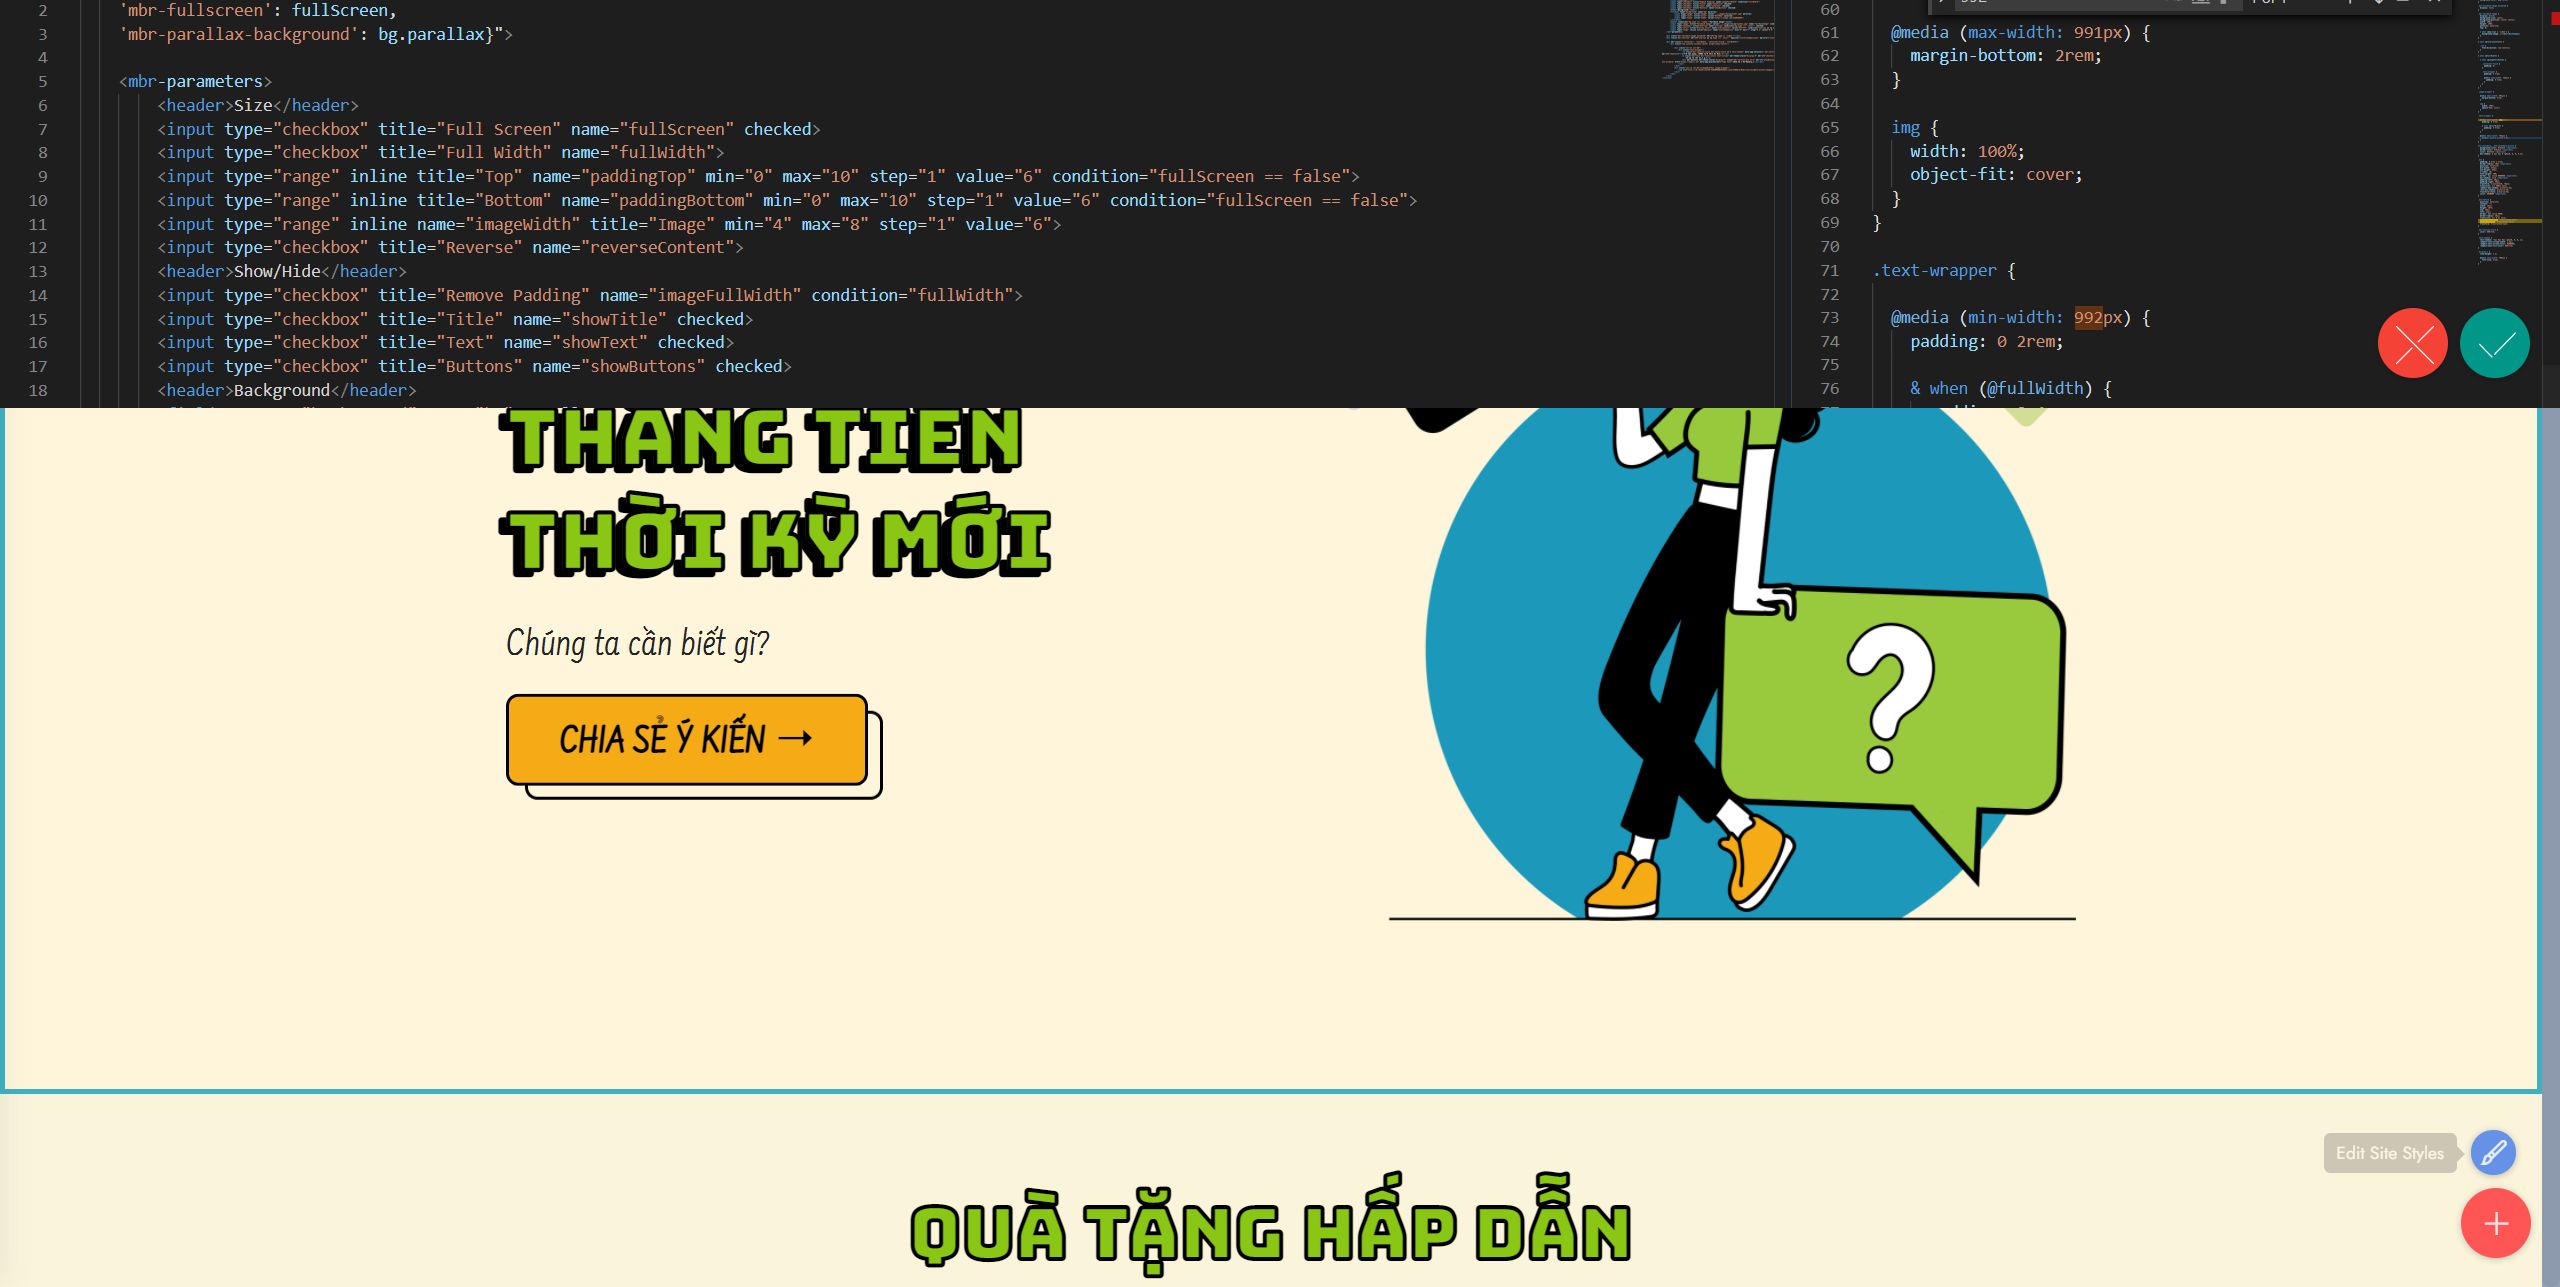 2 'mbr-fullscreen': fullScreen,
3 'mbr-parallax-background': bg.parallax}">
4
5 <mbr-parameters>
6 <header>Size</header>
7 <input type="checkbox" title="Full Screen" name="fullScreen" checked>
8 <input type="checkbox" title="Full Width" name="fullWidth">
9 <input type="range" inline title="Top" name="paddingTop" min="0" max="10" step="1" value="6" condition="fullScreen == false">
10 <input type="range" inline title="Bottom" name="paddingBottom" min="0" max="10" step="1" value="6" condition="fullScreen == false">
11 <input type="range" inline name="imageWidth" title="Image" min="4" max="8" step="1" value="6">
12 <input type="checkbox" title="Reverse" name="reverseContent">
13 <header>Show/Hide</header>
14 <input type="checkbox" title="Remove Padding" name="imageFullWidth" condition="fullWidth">
15 <input type="checkbox" title="Title" name="showTitle" checked>
16 <input type="checkbox" title="Text" name="showText" checked>
17 <input type="checkbox" title="Buttons" name="showButtons" checked>
18 <header>Background</header>
60
61 @media (max-width: 991px) {
62 margin-bottom: 2rem;
63 }
64
65 img {
66 width: 100%;
67 object-fit: cover;
68 }
69 }
70
71 .text-wrapper {
72
73 @media (min-width: 992px) {
74 padding: 0 2rem;
75
76 & when (@fullWidth) {
THỜI KỲ MỚI
Chúng ta cần biết gì?
CHIA SẺ Ý KIẾN →
?
Edit Site Styles
+
QUÀ TẶNG HẤP DẪN